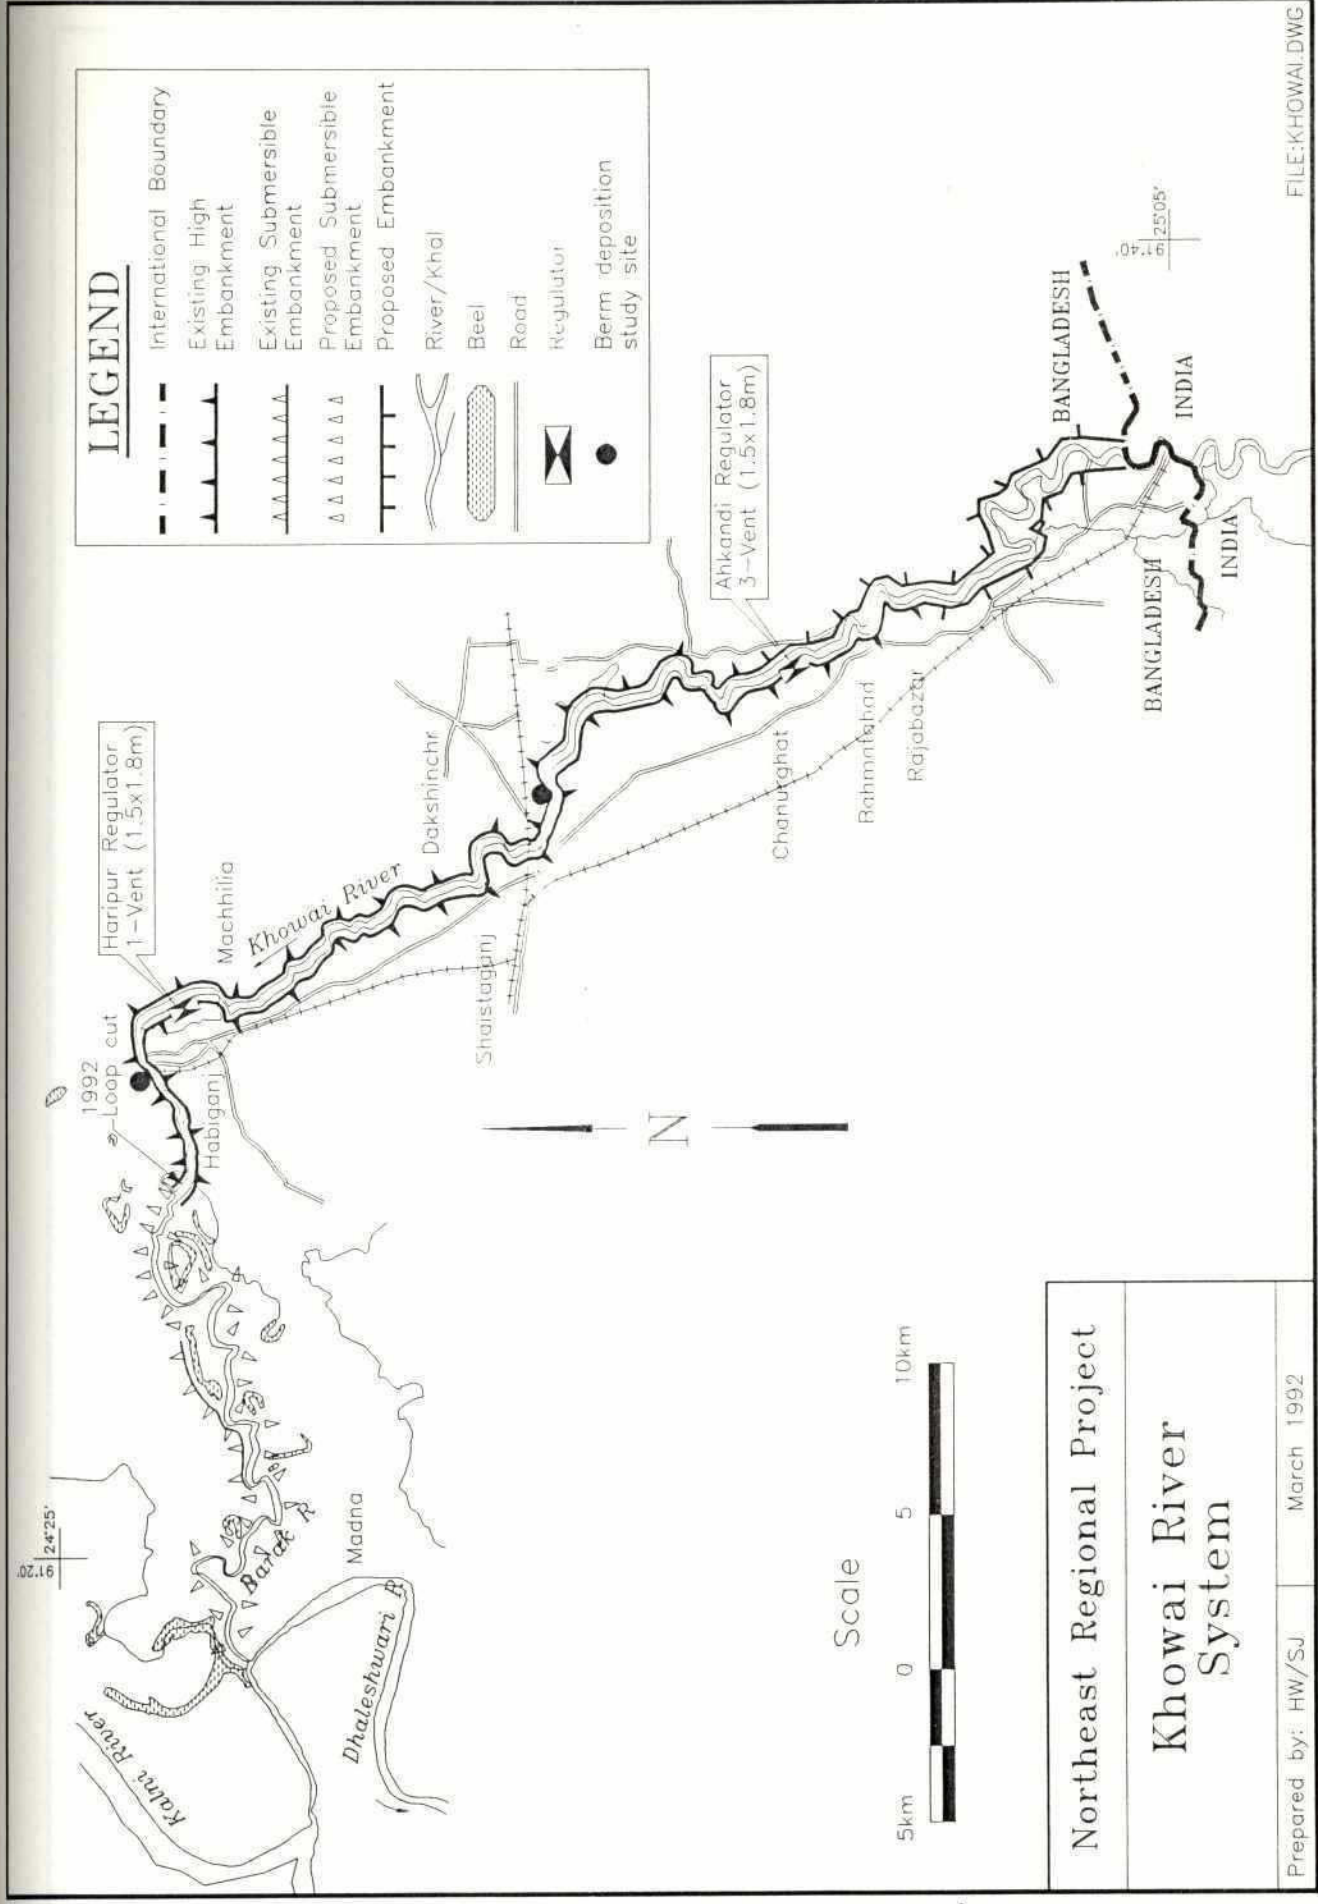 LEGEND
International Boundary
Existing High
Embankment
Existing Submersible
Embankment
Proposed Submersible
Embankment
Proposed Embankment
River/Khal
Beel
Road
Regulator
Berm deposition
study site
91°20'
24°25'
1992
Loop cut
Haripur Regulator
1-Vent (1.5x1.8m)
Machhilia
Khowai River
Habiganj
Dakshinchr
Shaistagunj
Ahkandi Regulator
3-Vent (1.5x1.8m)
Chanurghat
Rahmntabad
Rajabazar
BANGLADESH
INDIA
BANGLADESH
INDIA
91°40'
25°05'
Kalni River
Barak R
Madna
Dhaleshwari R
N
Scale
5km 0 5 10km
Northeast Regional Project
Khowai River
System
Prepared by: HW/SJ March 1992
FILE:KHOWAI.DWG